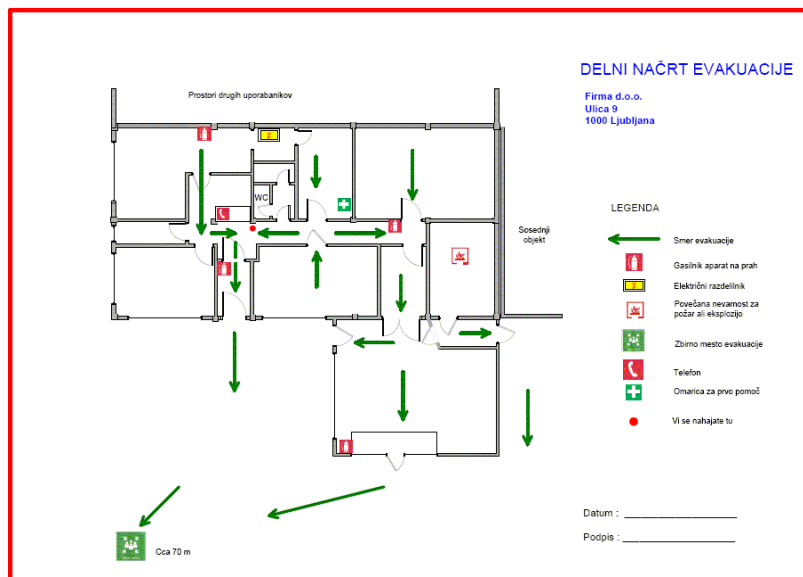 DELNI NAČRT EVAKUACIJE
Firma d.o.o.
Ulica 9
1000 Ljubljana
Prostori drugih uporabanikov
WC
Sosednji
objekt
LEGENDA
Smer evakuacije
Gasilnik aparat na prah
Električni razdelilnik
Povečana nevarnost za
požar ali eksplozijo
Zbirno mesto evakuacije
Telefon
Omarica za prvo pomoč
Vi se nahajate tu
Cca 70 m
Datum :
Podpis :